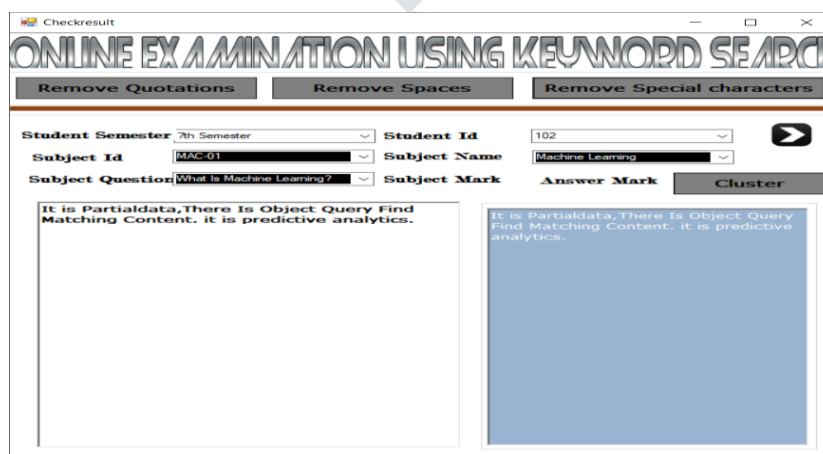 Checkresult
ONLINE EXAMINATION USING KEYWORD SEARC
Remove Quotations Remove Spaces Remove Special characters
Student Semester 7th Semester Student Id 102
Subject Id MAC-01 Subject Name Machine Learning
Subject Question What Is Machine Learning? Subject Mark Answer Mark Cluster
It is Partialdata,There Is Object Query Find
Matching Content. it is predictive analytics.
It is Partialdata,There Is Object Query
Find Matching Content. it is predictive
analytics.